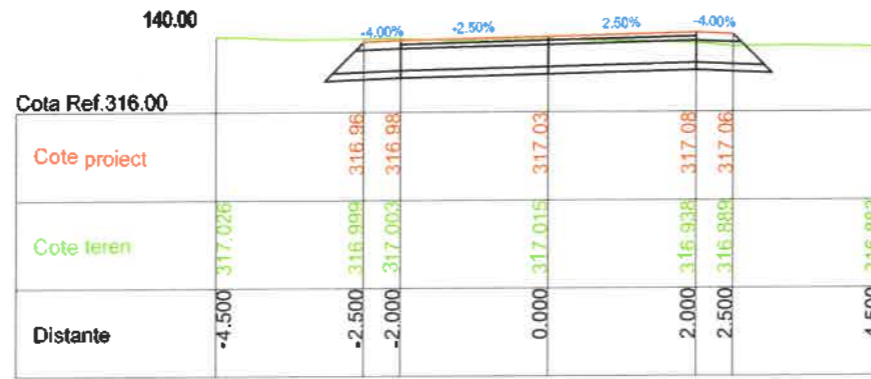 140.00
-4.00% +2.50% 2.50% -4.00%
Cota Ref.316.00
Cote proiect 316.96 316.98 317.03 317.08 317.06
Cote teren 317.026 316.999 317.003 317.015 316.938 316.889
Distante -4.500 -2.500 -2.000 0.000 2.000 2.500 4.500